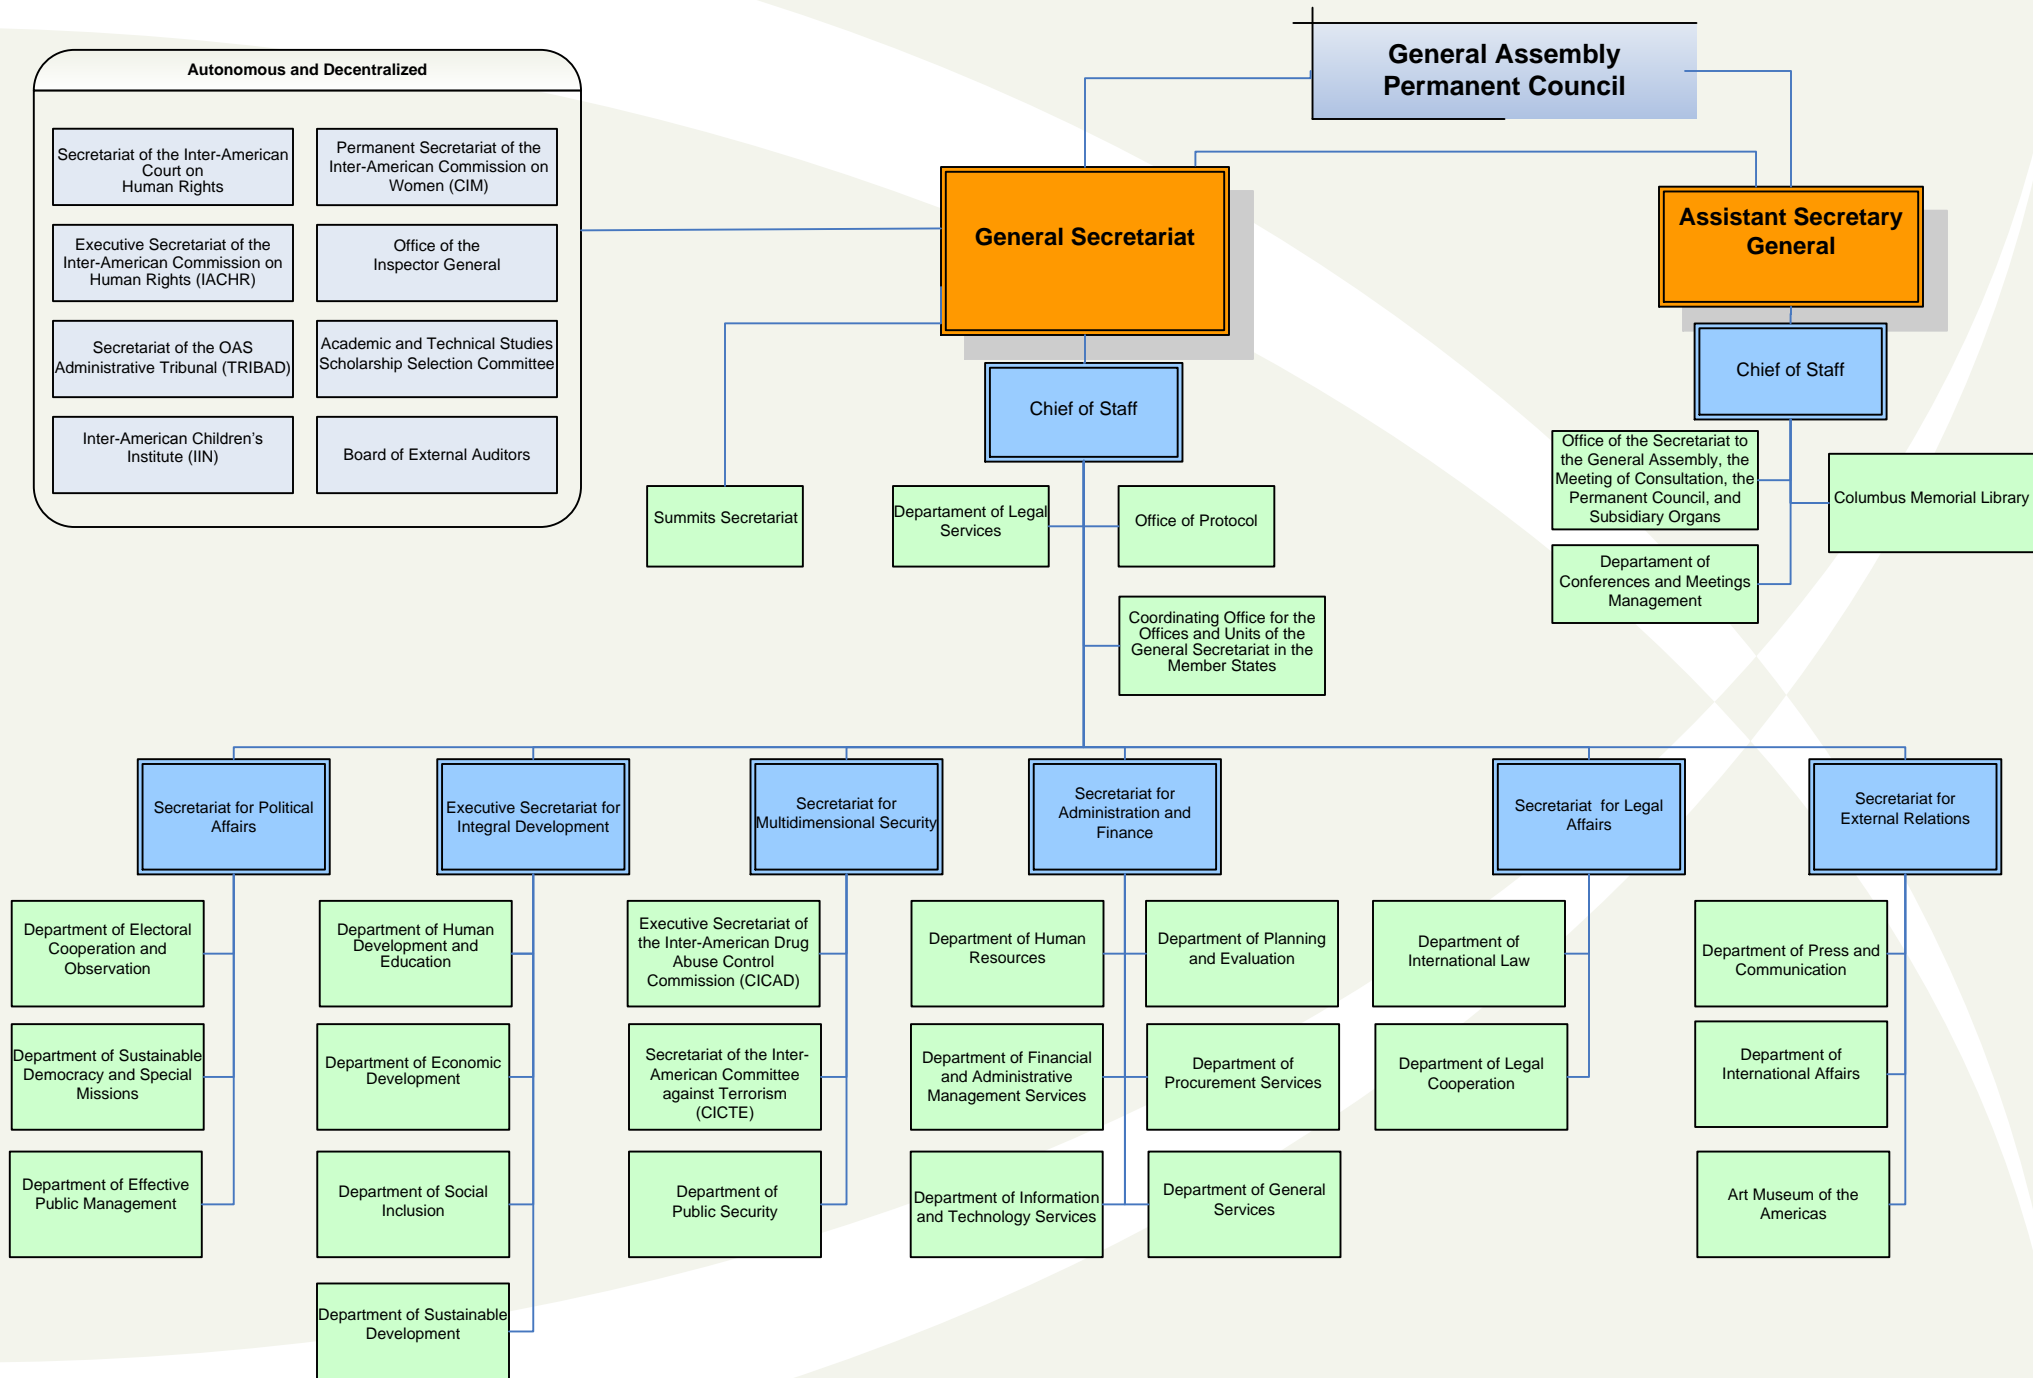 General Assembly
Permanent Council
Autonomous and Decentralized
Secretariat of the Inter-American
Court on
Human Rights
Permanent Secretariat of the
Inter-American Commission on
Women (CIM)
Executive Secretariat of the
Inter-American Commission on
Human Rights (IACHR)
Office of the
Inspector General
Secretariat of the OAS
Administrative Tribunal (TRIBAD)
Academic and Technical Studies
Scholarship Selection Committee
Inter-American Children's
Institute (IIN)
Board of External Auditors
General Secretariat
Assistant Secretary
General
Chief of Staff
Chief of Staff
Summits Secretariat
Departament of Legal
Services
Office of Protocol
Coordinating Office for the
Offices and Units of the
General Secretariat in the
Member States
Office of the Secretariat to
the General Assembly, the
Meeting of Consultation, the
Permanent Council, and
Subsidiary Organs
Columbus Memorial Library
Departament of
Conferences and Meetings
Management
Secretariat for Political
Affairs
Executive Secretariat for
Integral Development
Secretariat for
Multidimensional Security
Secretariat for
Administration and
Finance
Secretariat  for Legal
Affairs
Secretariat for
External Relations
Department of Electoral
Cooperation and
Observation
Department of Human
Development and
Education
Executive Secretariat of
the Inter-American Drug
Abuse Control
Commission (CICAD)
Department of Human
Resources
Department of Planning
and Evaluation
Department of
International Law
Department of Press and
Communication
Department of Sustainable
Democracy and Special
Missions
Department of Economic
Development
Secretariat of the Inter-
American Committee
against Terrorism
(CICTE)
Department of Financial
and Administrative
Management Services
Department of
Procurement Services
Department of Legal
Cooperation
Department of
International Affairs
Department of Effective
Public Management
Department of Social
Inclusion
Department of
Public Security
Department of Information
and Technology Services
Department of General
Services
Art Museum of the
Americas
Department of Sustainable
Development